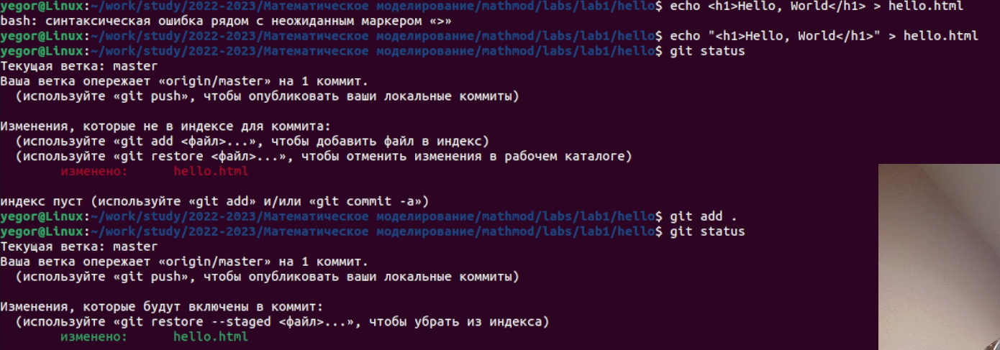 yegor@Linux:~/work/study/2022-2023/Математическое моделирование/mathmod/labs/lab1/hello$ echo <h1>Hello, World</h1> > hello.html
bash: синтаксическая ошибка рядом с неожиданным маркером «>»
yegor@Linux:~/work/study/2022-2023/Математическое моделирование/mathmod/labs/lab1/hello$ echo "<h1>Hello, World</h1>" > hello.html
yegor@Linux:~/work/study/2022-2023/Математическое моделирование/mathmod/labs/lab1/hello$ git status
Текущая ветка: master
Ваша ветка опережает «origin/master» на 1 коммит.
  (используйте «git push», чтобы опубликовать ваши локальные коммиты)

Изменения, которые не в индексе для коммита:
  (используйте «git add <файл>...», чтобы добавить файл в индекс)
  (используйте «git restore <файл>...», чтобы отменить изменения в рабочем каталоге)
        изменено:      hello.html

индекс пуст (используйте «git add» и/или «git commit -a»)
yegor@Linux:~/work/study/2022-2023/Математическое моделирование/mathmod/labs/lab1/hello$ git add .
yegor@Linux:~/work/study/2022-2023/Математическое моделирование/mathmod/labs/lab1/hello$ git status
Текущая ветка: master
Ваша ветка опережает «origin/master» на 1 коммит.
  (используйте «git push», чтобы опубликовать ваши локальные коммиты)

Изменения, которые будут включены в коммит:
  (используйте «git restore --staged <файл>...», чтобы убрать из индекса)
        изменено:      hello.html